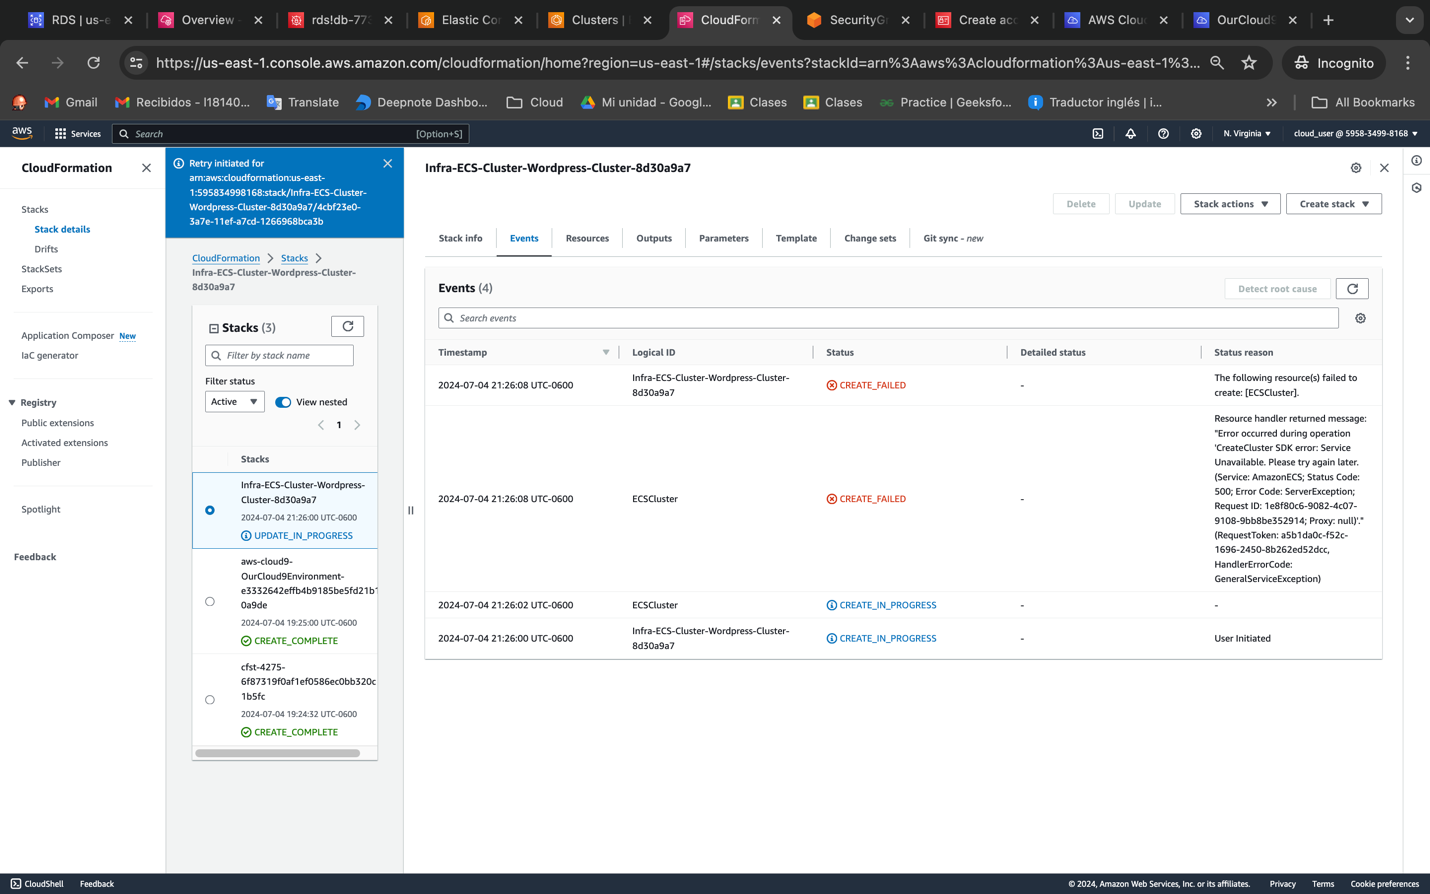 RDS | us-e
Overview
rds!db-773
Elastic Cor
Clusters |
CloudForm
SecurityGr
Create acc
AWS Clou
OurCloud9
https://us-east-1.console.aws.amazon.com/cloudformation/home?region=us-east-1#/stacks/events?stackId=arn%3Aaws%3Acloudformation%3Aus-east-1%3...
Incognito
Gmail
Recibidos - l18140...
Translate
Deepnote Dashbo...
Cloud
Mi unidad - Googl...
Clases
Clases
Practice | Geeksfo...
Traductor inglés | i...
All Bookmarks
aws
Services
Search
[Option+S]
N. Virginia
cloud_user @ 5958-3499-8168
CloudFormation
Stacks
Stack details
Drifts
StackSets
Exports
Application Composer New
IaC generator
Registry
Public extensions
Activated extensions
Publisher
Spotlight
Feedback
Retry initiated for
arn:aws:cloudformation:us-east-
1:595834998168:stack/Infra-ECS-Cluster-
Wordpress-Cluster-8d30a9a7/4cbf23e0-
3a7e-11ef-a7cd-1266968bca3b
CloudFormation
Stacks
Infra-ECS-Cluster-Wordpress-Cluster-
8d30a9a7
Stacks (3)
Filter by stack name
Filter status
Active
View nested
1
Stacks
Infra-ECS-Cluster-Wordpress-
Cluster-8d30a9a7
2024-07-04 21:26:00 UTC-0600
UPDATE_IN_PROGRESS
aws-cloud9-
OurCloud9Environment-
e3332642effb4b9185be5fd21b1
0a9de
2024-07-04 19:25:00 UTC-0600
CREATE_COMPLETE
cfst-4275-
6f87319f0af1ef0586ec0bb320c
1b5fc
2024-07-04 19:24:32 UTC-0600
CREATE_COMPLETE
Infra-ECS-Cluster-Wordpress-Cluster-8d30a9a7
Delete
Update
Stack actions
Create stack
Stack info
Events
Resources
Outputs
Parameters
Template
Change sets
Git sync - new
Events (4)
Detect root cause
Search events
Timestamp
Logical ID
Status
Detailed status
Status reason
2024-07-04 21:26:08 UTC-0600
Infra-ECS-Cluster-Wordpress-Cluster-
8d30a9a7
CREATE_FAILED
-
The following resource(s) failed to
create: [ECSCluster].
2024-07-04 21:26:08 UTC-0600
ECSCluster
CREATE_FAILED
-
Resource handler returned message:
"Error occurred during operation
'CreateCluster SDK error: Service
Unavailable. Please try again later.
(Service: AmazonECS; Status Code:
500; Error Code: ServerException;
Request ID: 1e8f80c6-9082-4c07-
9108-9bb8be352914; Proxy: null)'."
(RequestToken: a5b1da0c-f52c-
1696-2450-8b262ed52dcc,
HandlerErrorCode:
GeneralServiceException)
2024-07-04 21:26:02 UTC-0600
ECSCluster
CREATE_IN_PROGRESS
-
-
2024-07-04 21:26:00 UTC-0600
Infra-ECS-Cluster-Wordpress-Cluster-
8d30a9a7
CREATE_IN_PROGRESS
-
User Initiated
CloudShell
Feedback
© 2024, Amazon Web Services, Inc. or its affiliates.
Privacy
Terms
Cookie preferences